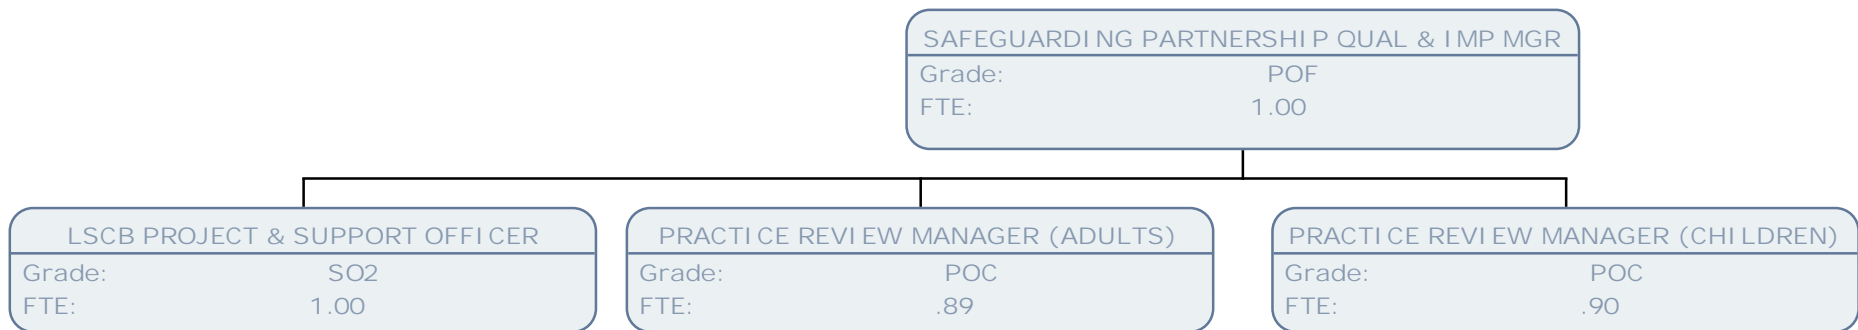 SAFEGUARDING PARTNERSHIP QUAL & IMP MGR
Grade: POF
FTE: 1.00
LSCB PROJECT & SUPPORT OFFICER
Grade: SO2
FTE: 1.00
PRACTICE REVIEW MANAGER (ADULTS)
Grade: POC
FTE: .89
PRACTICE REVIEW MANAGER (CHILDREN)
Grade: POC
FTE: .90